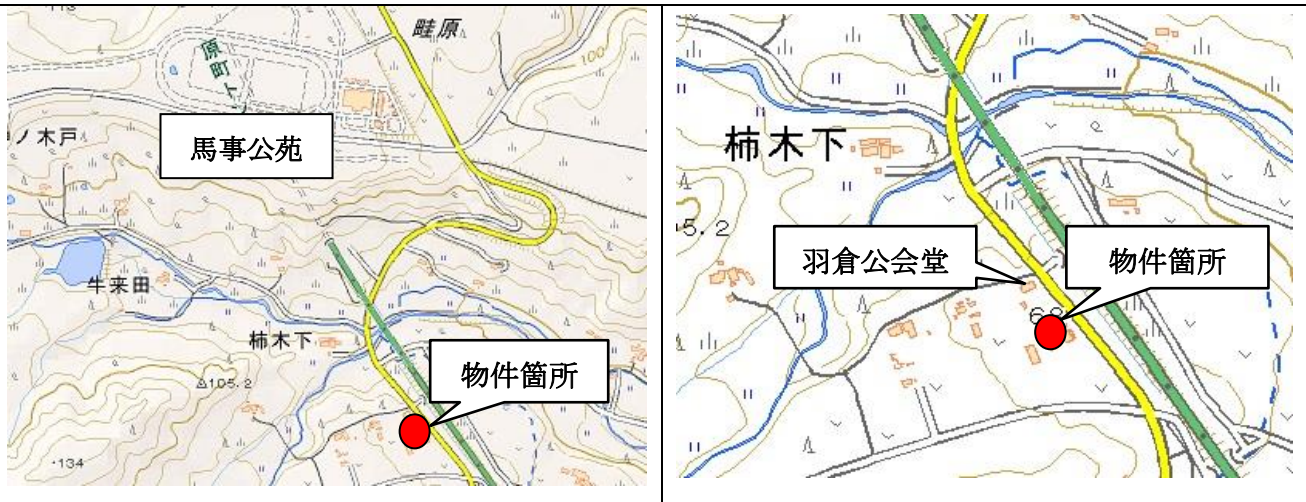 畦原
100
原町
馬事公苑
ノ木戸
牛来田
柿木下
物件箇所
105.2
134
柿木下
5.2
羽倉公会堂
物件箇所